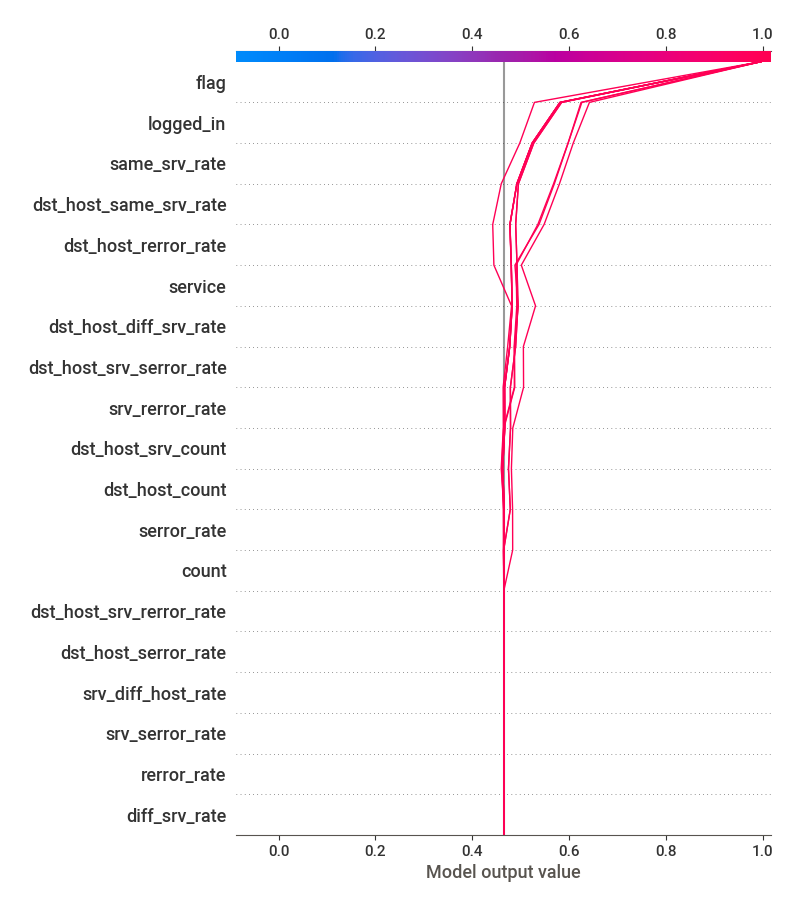 0.0 0.2 0.4 0.6 0.8 1.0
flag
logged_in
same_srv_rate
dst_host_same_srv_rate
dst_host_rerror_rate
service
dst_host_diff_srv_rate
dst_host_srv_serror_rate
srv_rerror_rate
dst_host_srv_count
dst_host_count
serror_rate
count
dst_host_srv_rerror_rate
dst_host_serror_rate
srv_diff_host_rate
srv_serror_rate
rerror_rate
diff_srv_rate
0.0 0.2 0.4 0.6 0.8 1.0
Model output value